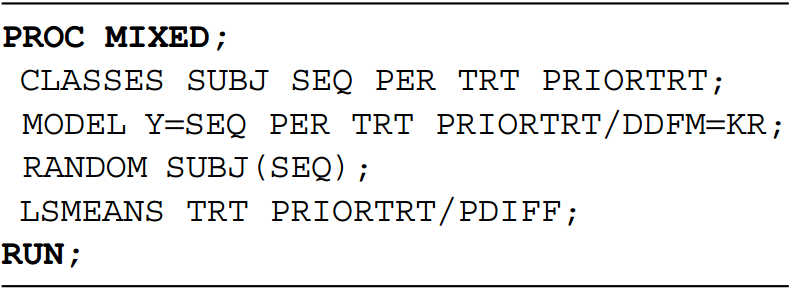 PROC MIXED;
CLASSES SUBJ SEQ PER TRT PRIORTRT;
MODEL Y=SEQ PER TRT PRIORTRT/DDFM=KR;
RANDOM SUBJ(SEQ);
LSMEANS TRT PRIORTRT/PDIFF;
RUN;